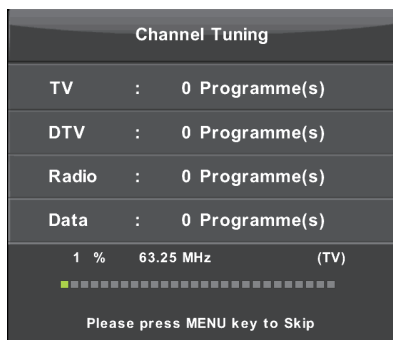 Channel Tuning
TV : 0 Programme(s)
DTV : 0 Programme(s)
Radio : 0 Programme(s)
Data : 0 Programme(s)
1 % 63.25 MHz (TV)
Please press MENU key to Skip